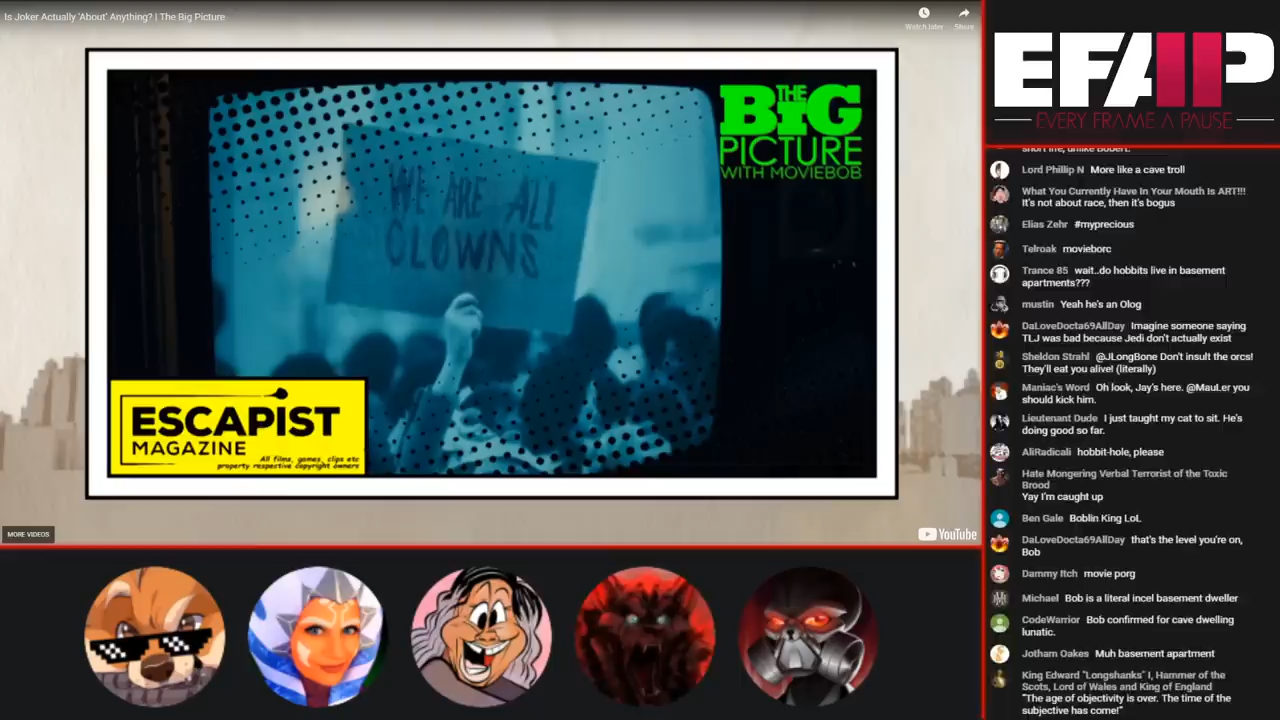 Is Joker Actually 'About' Anything? | The Big Picture
Watch later
Share
THE
BIG
PICTURE
WITH MOVIEBOB
WE ARE ALL
CLOWNS
ESCAPIST
MAGAZINE
All films, games, clips etc
property respective copyright owners
MORE VIDEOS
YouTube
EFAP
EVERY FRAME A PAUSE
short life, unlike Bobert.
Lord Phillip N More like a cave troll
What You Currently Have In Your Mouth Is ART!!!
It's not about race, then it's bogus
Elias Zehr #myprecious
Telroak movieorc
Trance 85 wait..do hobbits live in basement
apartments???
mustin Yeah he's an Olog
DaLoveDocta69AllDay Imagine someone saying
TLJ was bad because Jedi don't actually exist
Sheldon Strahl @JLongBone Don't insult the orcs!
They'll eat you alive! (literally)
Maniac's Word Oh look, Jay's here. @MauLer you
should kick him.
Lieutenant Dude I just taught my cat to sit. He's
doing good so far.
AliRadicali hobbit-hole, please
Hate Mongering Verbal Terrorist of the Toxic
Brood
Yay I'm caught up
Ben Gale Boblin King LoL
DaLoveDocta69AllDay that's the level you're on,
Bob
Dammy Itch movie porg
Michael Bob is a literal incel basement dweller
CodeWarrior Bob confirmed for cave dwelling
lunatic.
Jotham Oakes Muh basement apartment
King Edward "Longshanks" I, Hammer of the
Scots, Lord of Wales and King of England
"The age of objectivity is over. The time of the
subjective has come!"